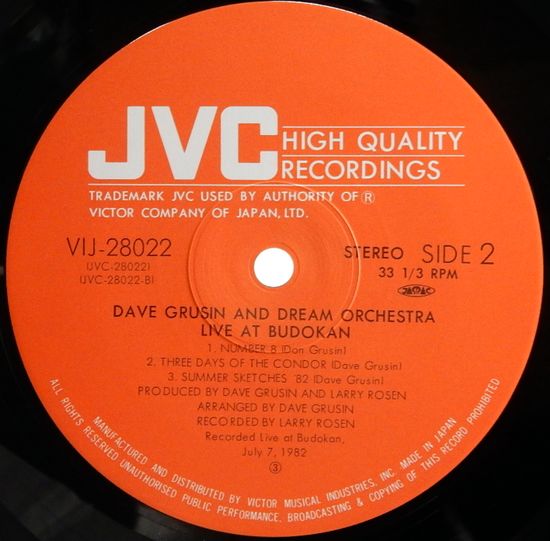 JVC
HIGH QUALITY
RECORDINGS
TRADEMARK JVC USED BY AUTHORITY OF Ⓡ
VICTOR COMPANY OF JAPAN, LTD.
VIJ-28022
(JVC-28022)
(JVC-28022-B)
STEREO SIDE 2
33 1/3 RPM
JASRAC
DAVE GRUSIN AND DREAM ORCHESTRA
LIVE AT BUDOKAN
1. NUMBER 8 (Don Grusin)
2. THREE DAYS OF THE CONDOR (Dave Grusin)
3. SUMMER SKETCHES '82 (Dave Grusin)
PRODUCED BY DAVE GRUSIN AND LARRY ROSEN
ARRANGED BY DAVE GRUSIN
RECORDED BY LARRY ROSEN
Recorded Live at Budokan,
July 7, 1982
③
MANUFACTURED AND DISTRIBUTED BY VICTOR MUSICAL INDUSTRIES, INC. MADE IN JAPAN
ALL RIGHTS RESERVED UNAUTHORISED PUBLIC PERFORMANCE, BROADCASTING & COPYING OF THIS RECORD PROHIBITED